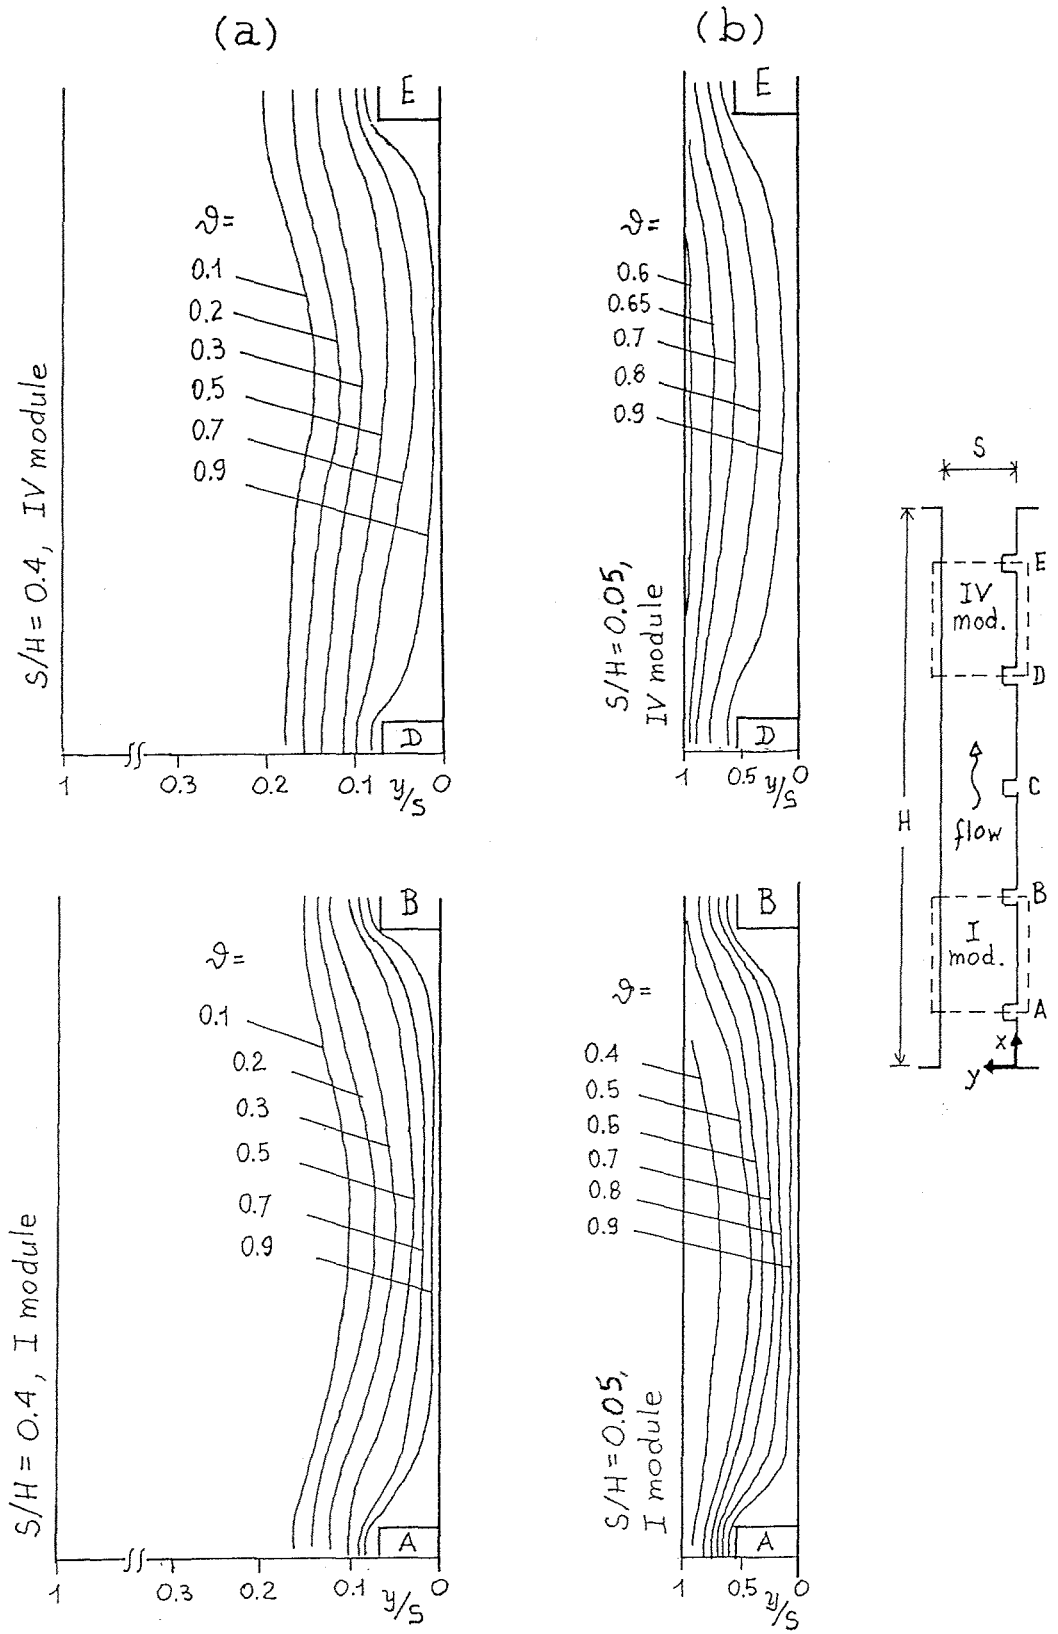 (a)
E
ϑ=
0.1
0.2
0.3
0.5
0.7
0.9
S/H = 0.4, IV module
D
1 0.3 0.2 0.1 0
y/S
B
ϑ=
0.1
0.2
0.3
0.5
0.7
0.9
S/H = 0.4, I module
A
1 0.3 0.2 0.1 0
y/S
(b)
E
ϑ=
0.6
0.65
0.7
0.8
0.9
S/H = 0.05,
IV module
D
1 0.5 0
y/S
B
ϑ=
0.4
0.5
0.6
0.7
0.8
0.9
S/H = 0.05,
I module
A
1 0.5 0
y/S
S
E
IV
mod.
D
C
flow
H
B
I
mod.
A
x
y